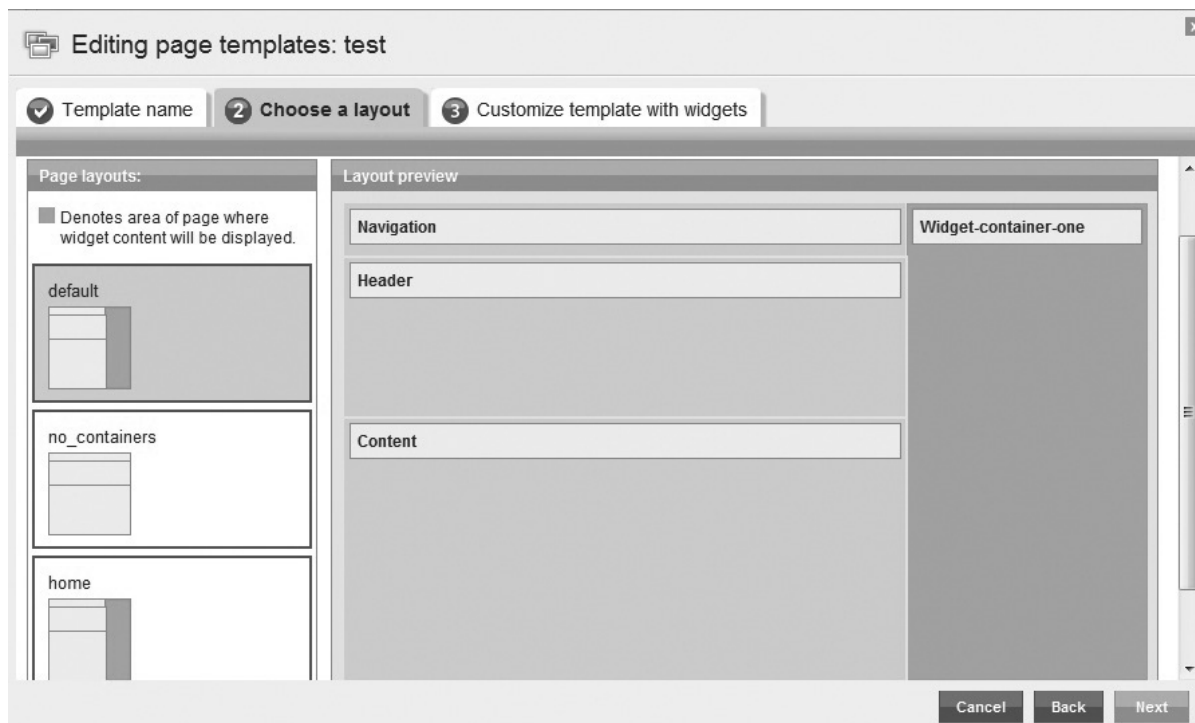 Editing page templates: test
Template name
2 Choose a layout
3 Customize template with widgets
Page layouts:
Denotes area of page where
widget content will be displayed.
default
no_containers
home
Layout preview
Navigation
Widget-container-one
Header
Content
Cancel
Back
Next